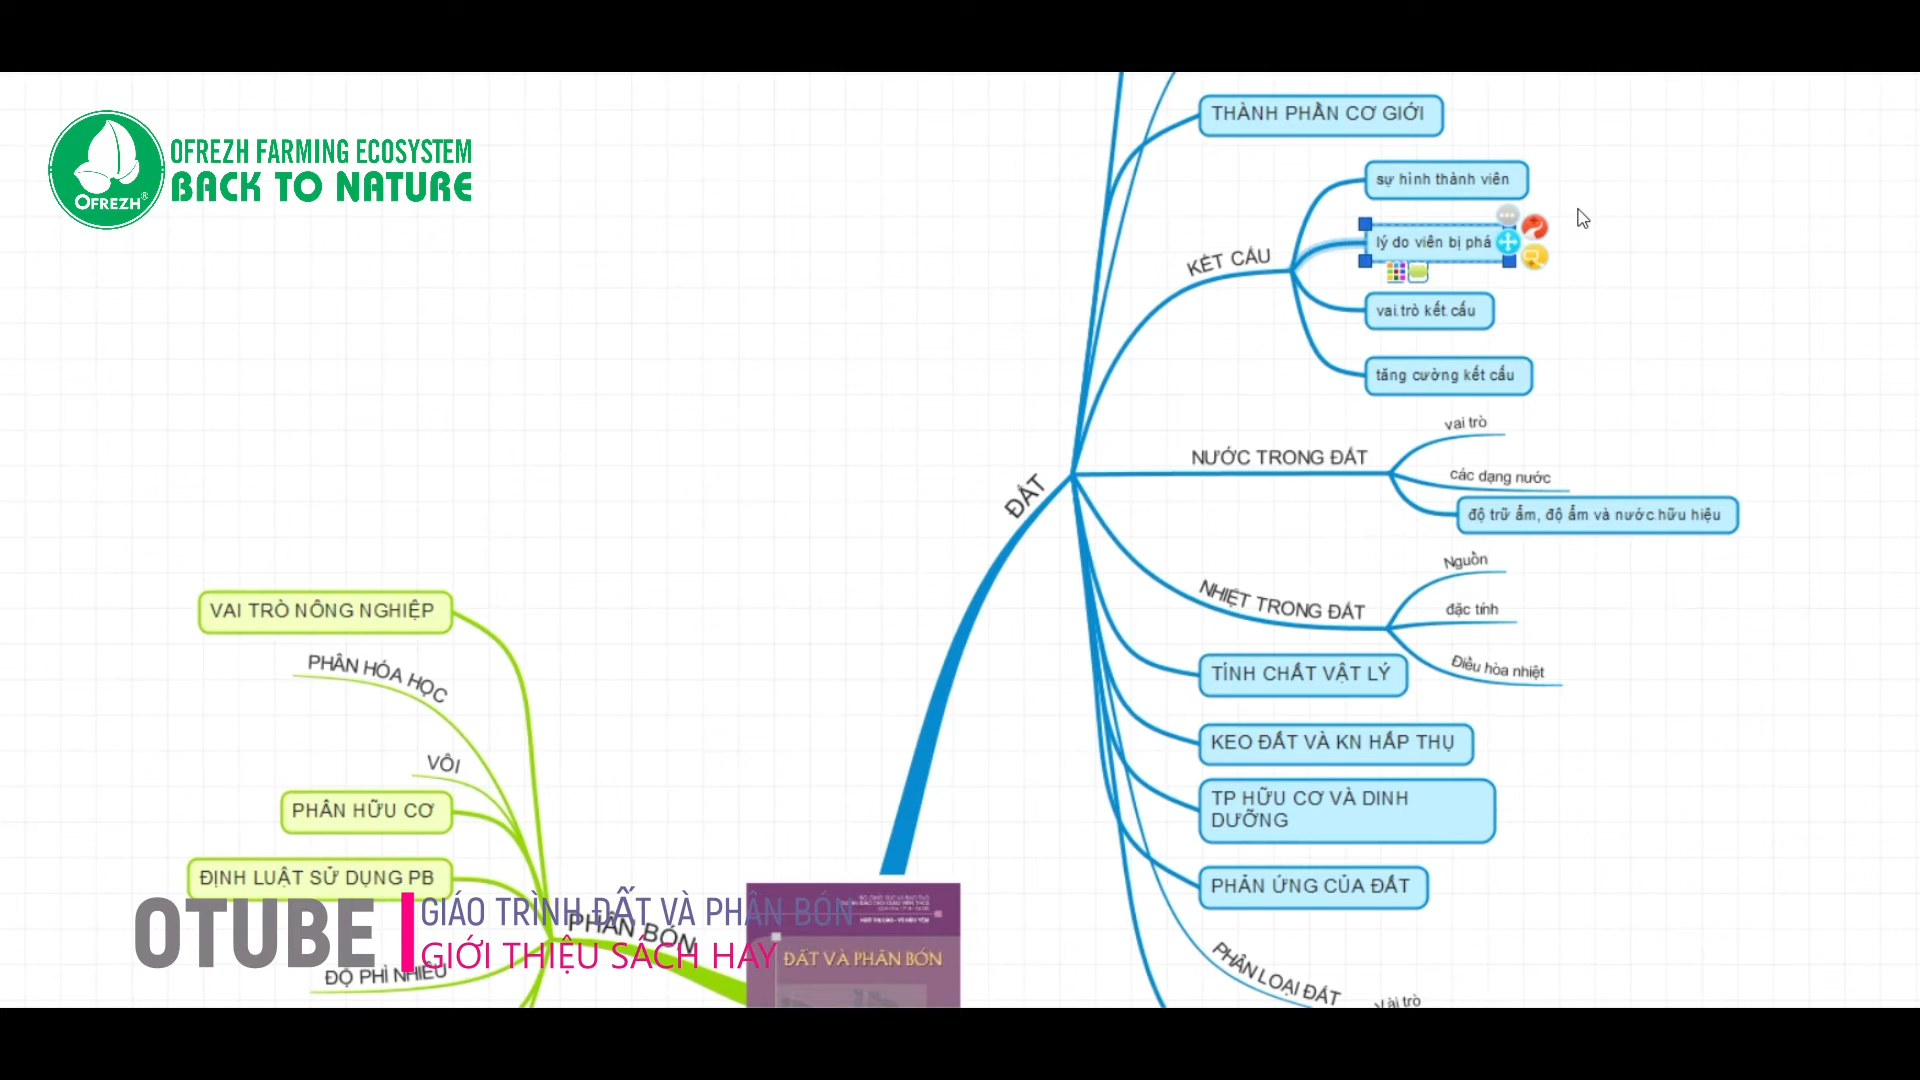 OFREZH FARMING ECOSYSTEM
BACK TO NATURE
OFREZH®
THÀNH PHẦN CƠ GIỚI
sự hình thành viên
KẾT CẤU
lý do viên bị phá
vai trò kết cấu
tăng cường kết cấu
ĐẤT
NƯỚC TRONG ĐẤT
vai trò
các dạng nước
độ trữ ẩm, độ ẩm và nước hữu hiệu
NHIỆT TRONG ĐẤT
Nguồn
đặc tính
Điều hòa nhiệt
TÍNH CHẤT VẬT LÝ
KEO ĐẤT VÀ KN HẤP THỤ
TP HỮU CƠ VÀ DINH
DƯỠNG
PHẢN ỨNG CỦA ĐẤT
PHÂN LOẠI ĐẤT
vai trò
VAI TRÒ NÔNG NGHIỆP
PHÂN HÓA HỌC
VÔI
PHÂN HỮU CƠ
ĐỊNH LUẬT SỬ DỤNG PB
PHÂN BÓN
ĐỘ PHÌ NHIÊU
OTUBE
GIÁO TRÌNH ĐẤT VÀ PHÂN BÓN
GIỚI THIỆU SÁCH HAY
ĐẤT VÀ PHÂN BÓN